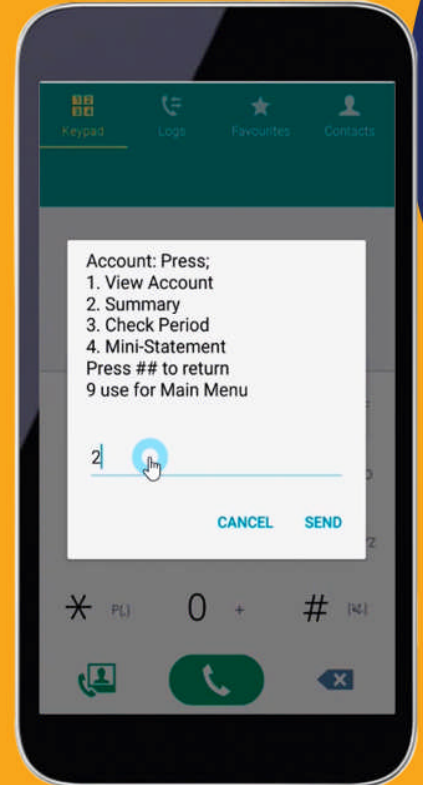 Keypad
Logs
Favourites
Contacts
Account: Press;
1. View Account
2. Summary
3. Check Period
4. Mini-Statement
Press ## to return
9 use for Main Menu
2
CANCEL SEND
* P(,) 0 + #